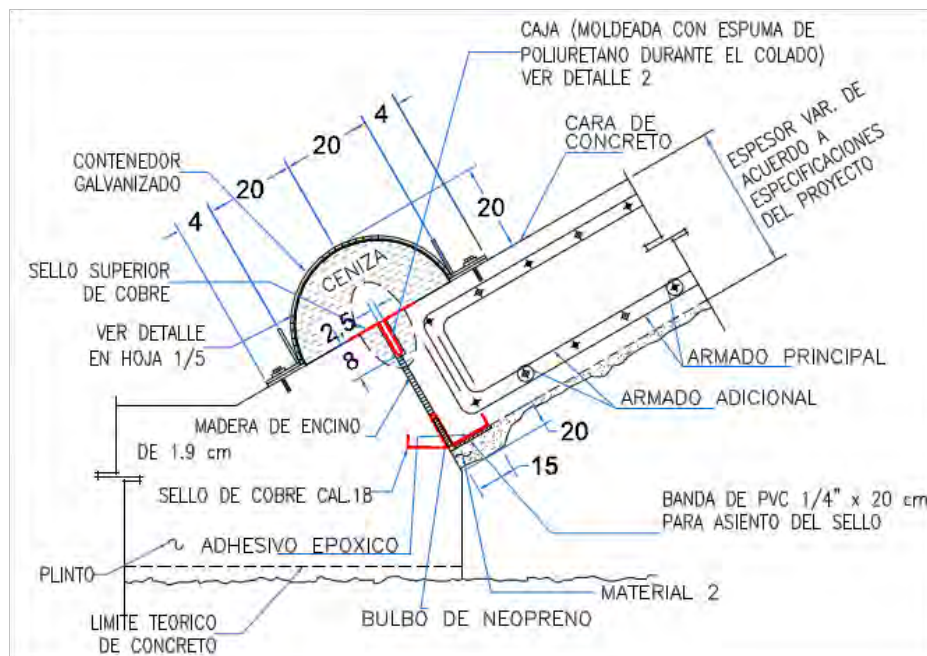 CAJA (MOLDEADA CON ESPUMA DE
POLIURETANO DURANTE EL COLADO)
VER DETALLE 2
4
20
20
4
CONTENEDOR
GALVANIZADO
CARA DE
CONCRETO
ESPESOR VAR. DE
ACUERDO A
ESPECIFICACIONES
DEL PROYECTO
20
CENIZA
SELLO SUPERIOR
DE COBRE
VER DETALLE
EN HOJA 1/5
2.5
8
ARMADO PRINCIPAL
ARMADO ADICIONAL
MADERA DE ENCINO
DE 1.9 cm
20
15
SELLO DE COBRE CAL.18
BANDA DE PVC 1/4" x 20 cm
PARA ASIENTO DEL SELLO
ADHESIVO EPOXICO
PLINTO
MATERIAL 2
BULBO DE NEOPRENO
LIMITE TEORICO
DE CONCRETO